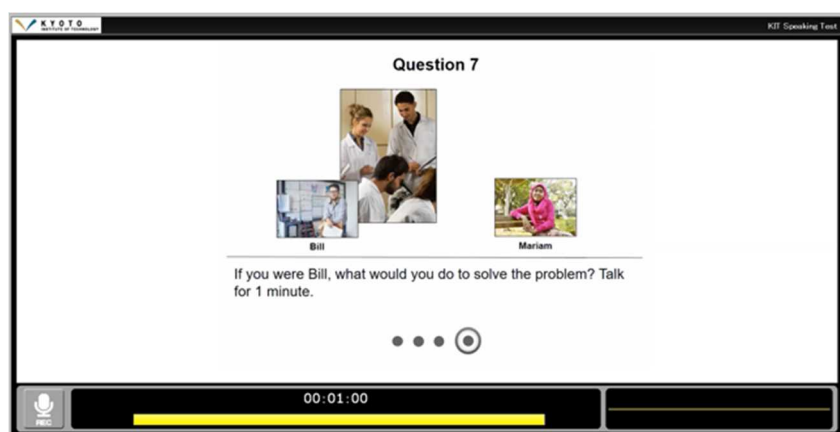 KYOTO
INSTITUTE OF TECHNOLOGY
KIT Speaking Test
Question 7
Bill
Mariam
If you were Bill, what would you do to solve the problem? Talk
for 1 minute.
REC
00:01:00